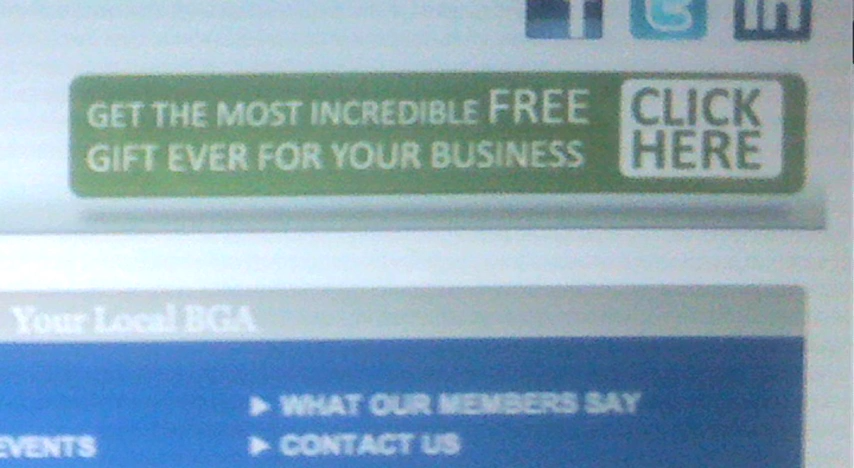 GET THE MOST INCREDIBLE FREE
GIFT EVER FOR YOUR BUSINESS
CLICK
HERE
Your Local BGA
WHAT OUR MEMBERS SAY
EVENTS
CONTACT US